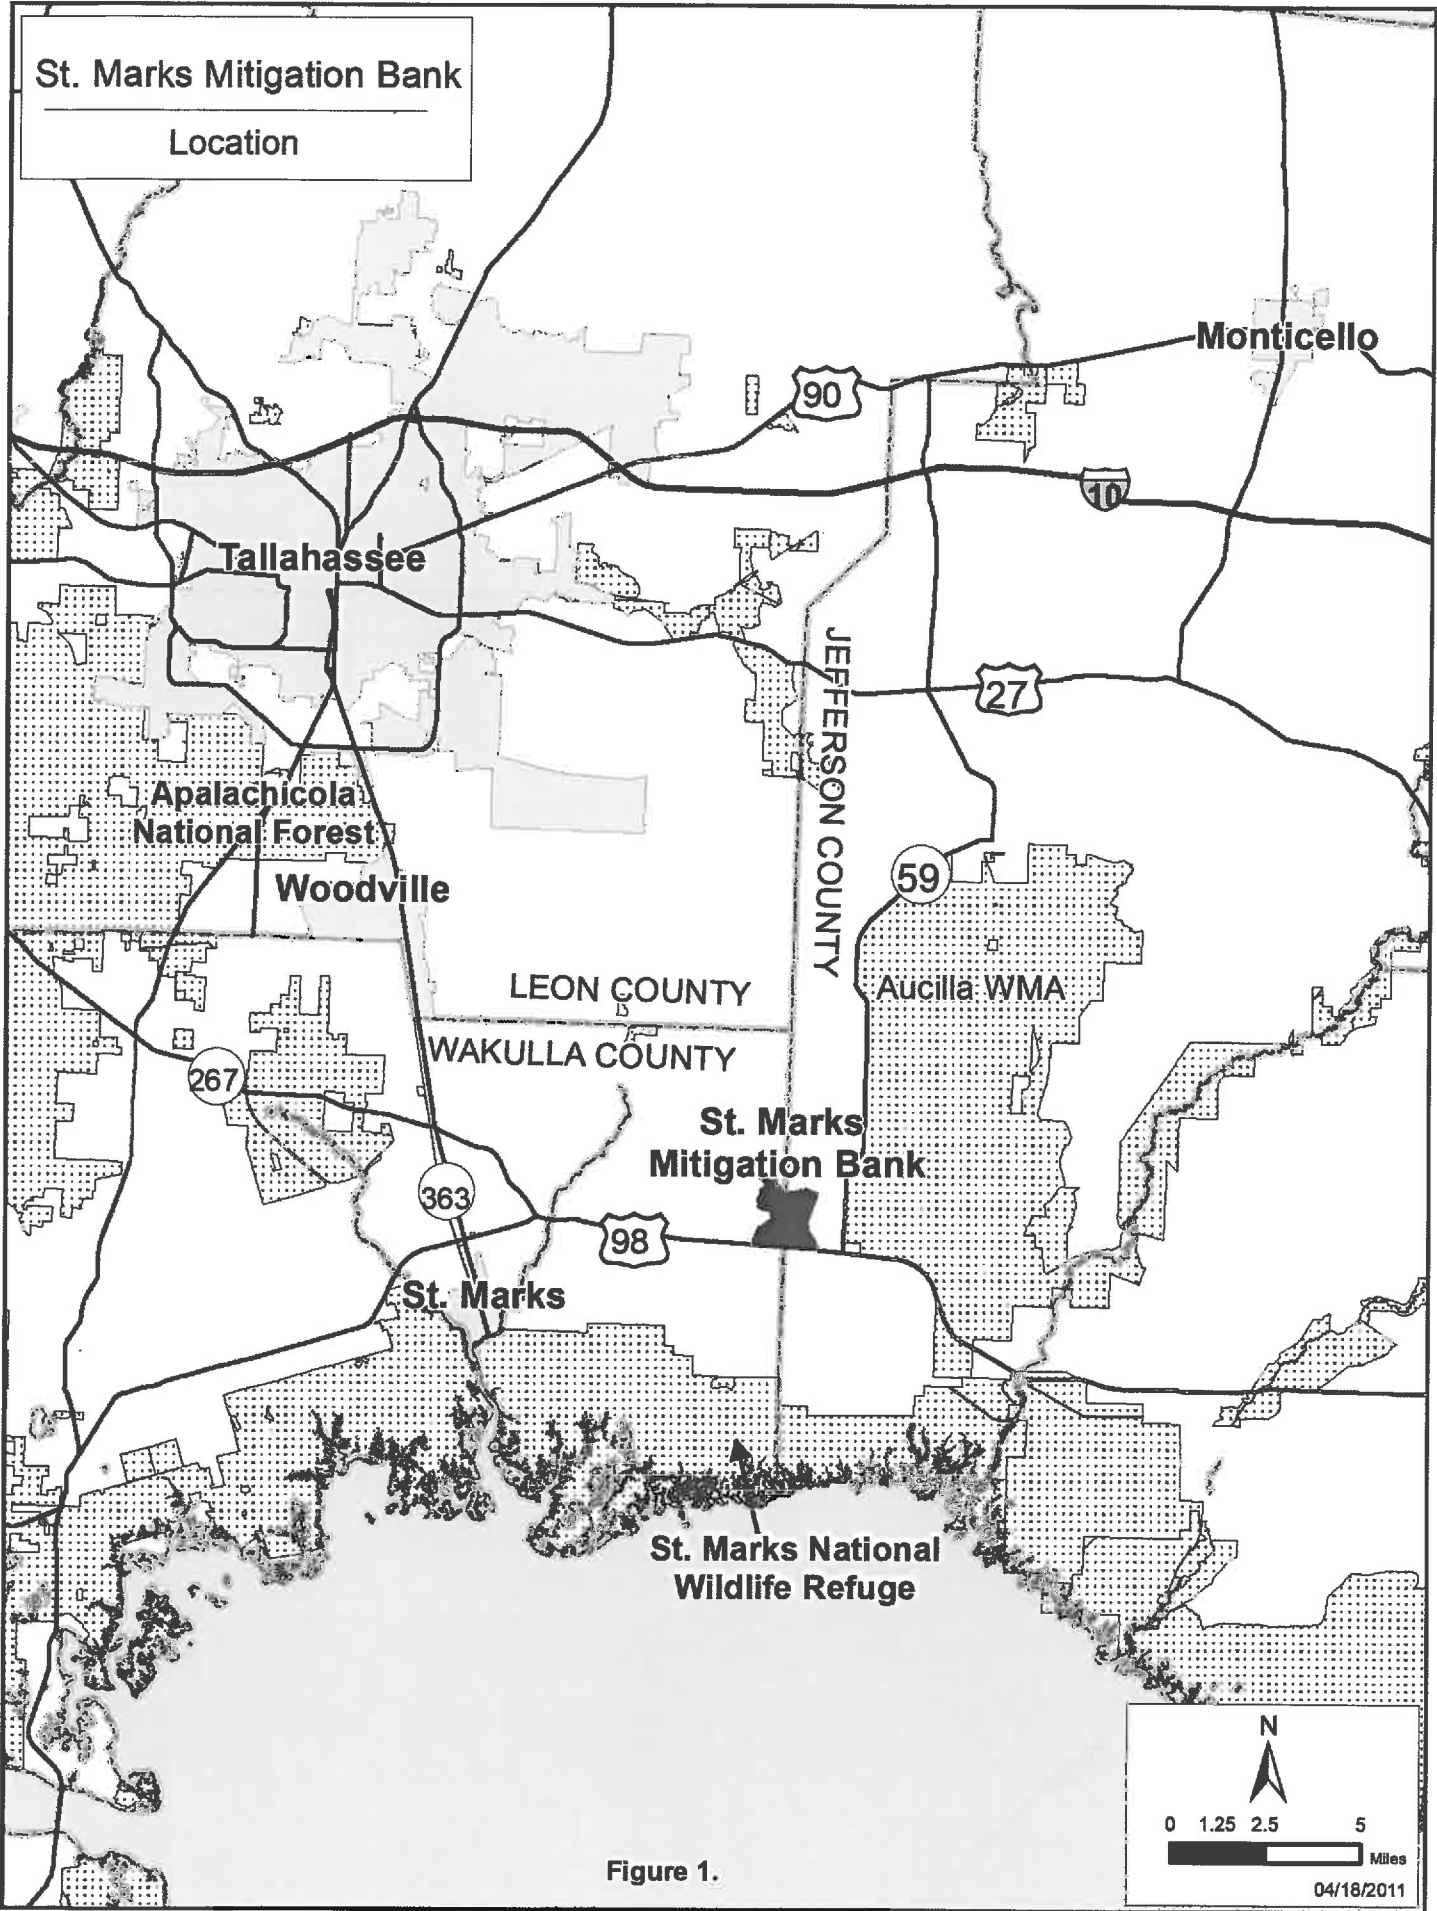 St. Marks Mitigation Bank
Location
Monticello
90
10
Tallahassee
JEFFERSON COUNTY
27
Apalachicola
National Forest
Woodville
59
LEON COUNTY
Aucilla WMA
WAKULLA COUNTY
267
St. Marks
Mitigation Bank
363
98
St. Marks
St. Marks National
Wildlife Refuge
N
0 1.25 2.5 5
Miles
Figure 1.
04/18/2011